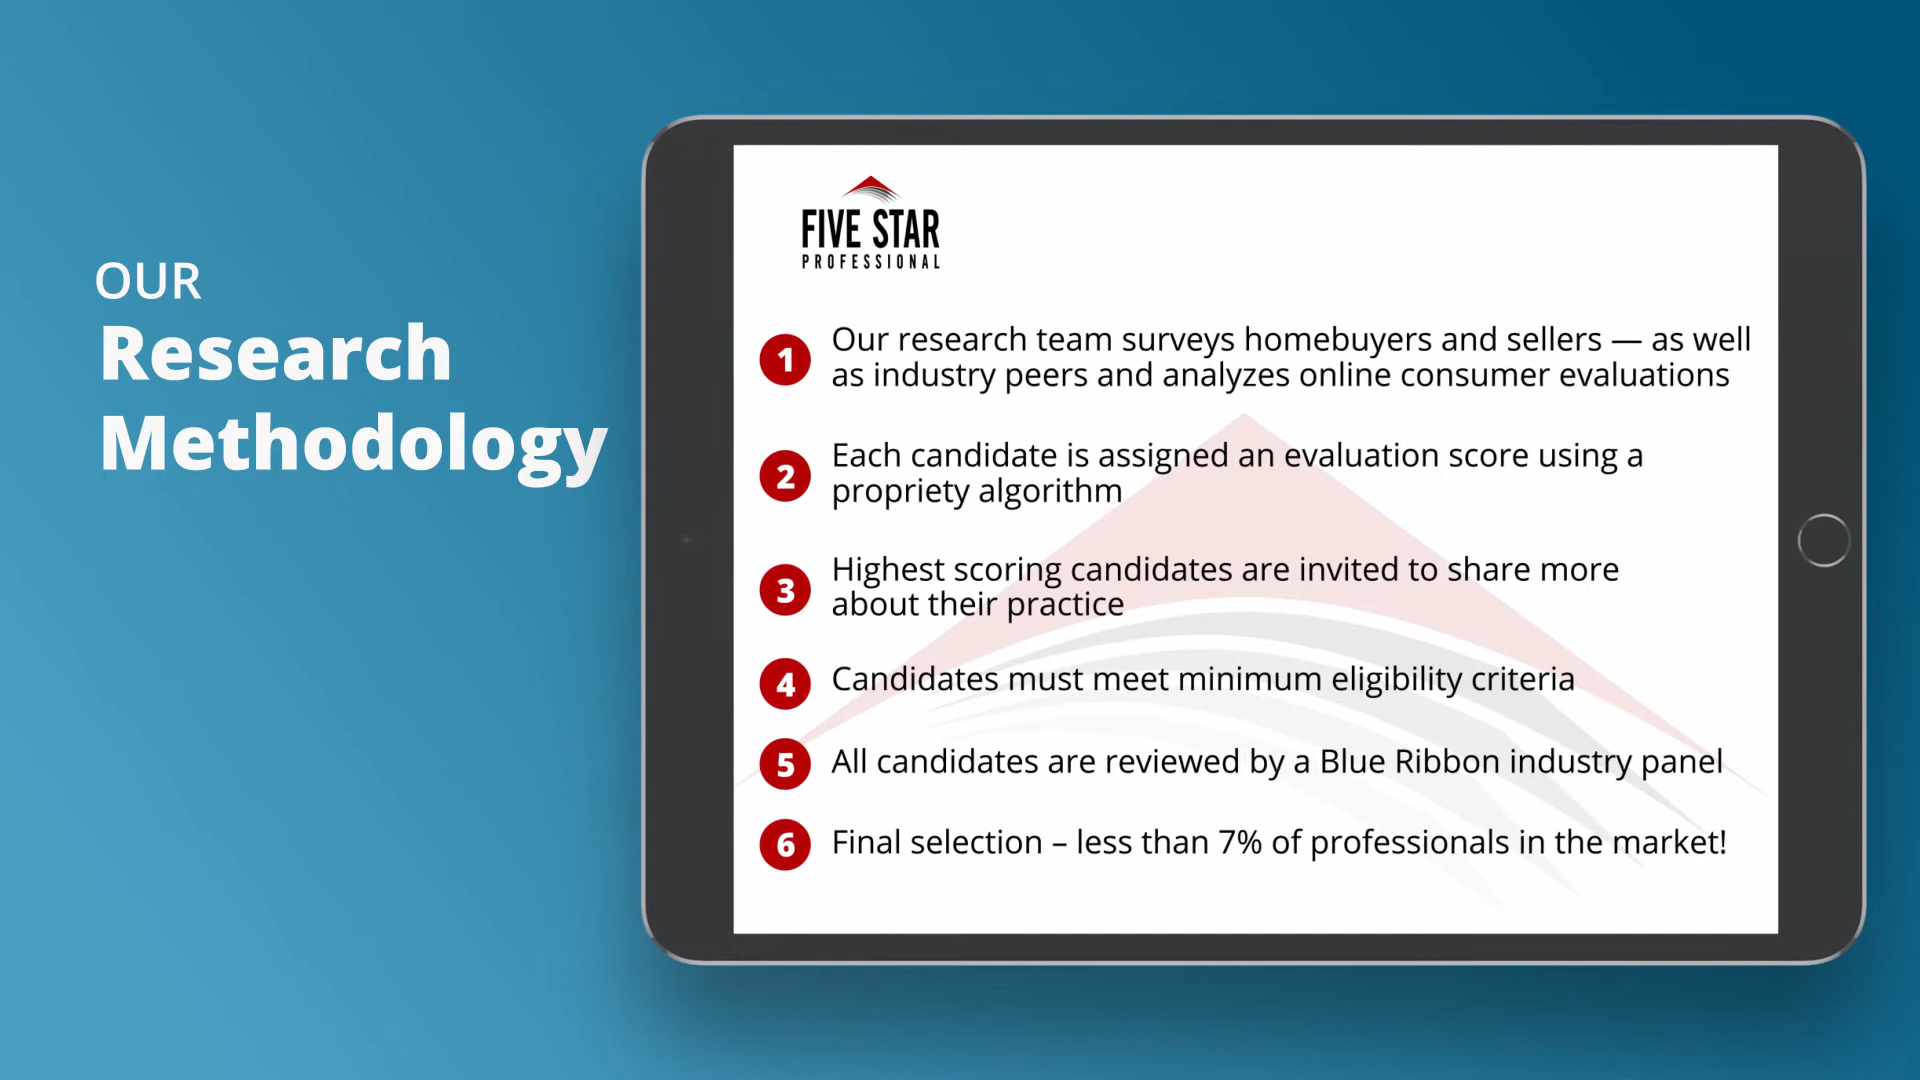 OUR
Research
Methodology
FIVE STAR
PROFESSIONAL
1 Our research team surveys homebuyers and sellers — as well
as industry peers and analyzes online consumer evaluations
2 Each candidate is assigned an evaluation score using a
propriety algorithm
3 Highest scoring candidates are invited to share more
about their practice
4 Candidates must meet minimum eligibility criteria
5 All candidates are reviewed by a Blue Ribbon industry panel
6 Final selection – less than 7% of professionals in the market!